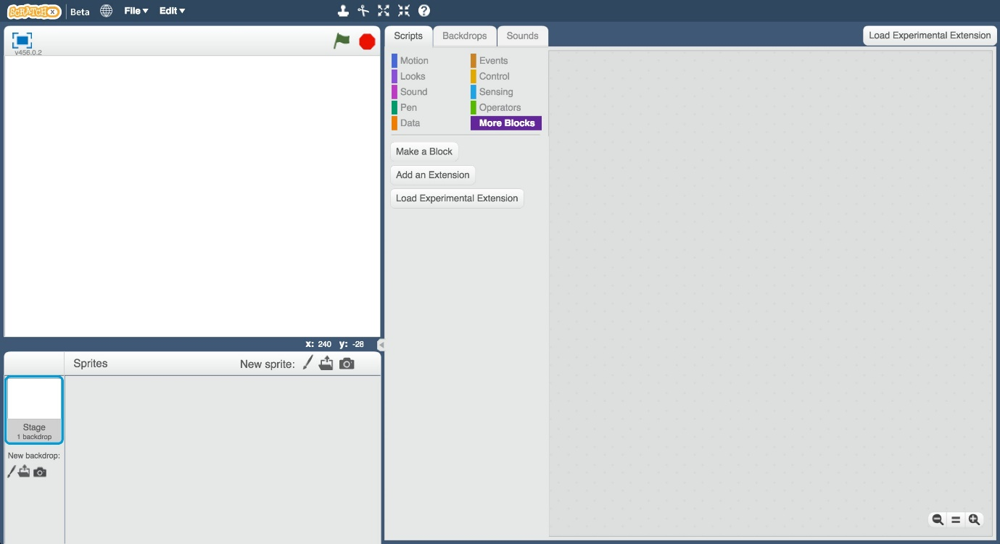 SCRATCHX Beta File Edit
v456.0.2
Scripts Backdrops Sounds Load Experimental Extension
Motion Events
Looks Control
Sound Sensing
Pen Operators
Data More Blocks
Make a Block
Add an Extension
Load Experimental Extension
x: 240 y: -28
Sprites New sprite:
Stage
1 backdrop
New backdrop: